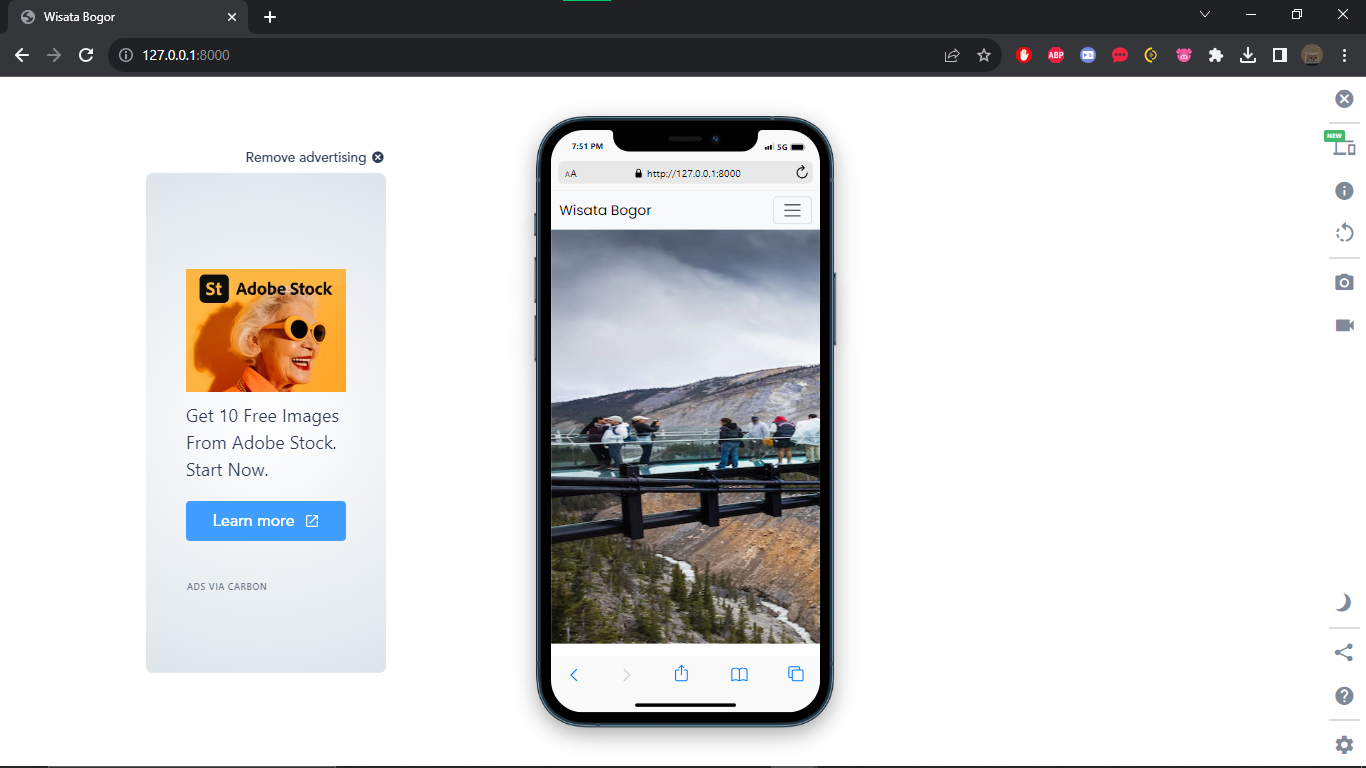 Wisata Bogor
127.0.0.1:8000
ABP
NEW
Remove advertising
St Adobe Stock
Get 10 Free Images
From Adobe Stock.
Start Now.
Learn more
ADS VIA CARBON
7:51 PM
5G
AA
http://127.0.0.1:8000
Wisata Bogor